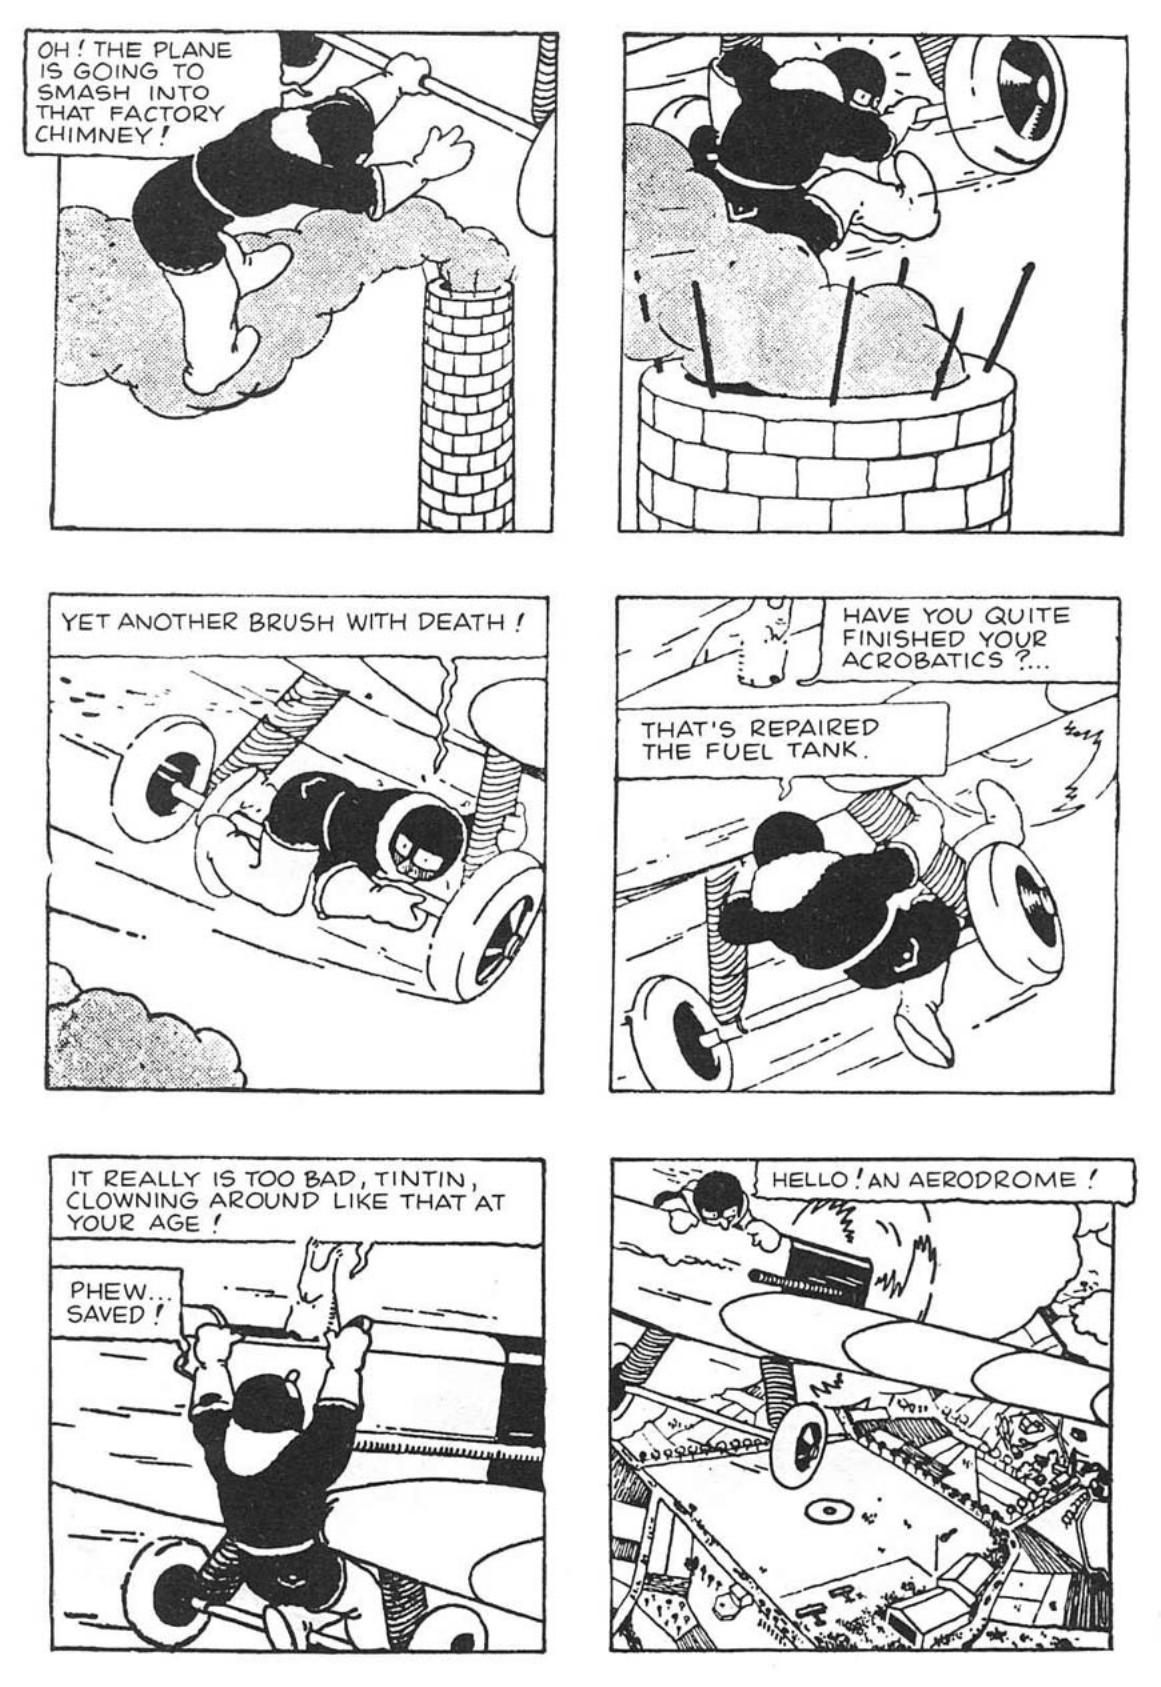 OH! THE PLANE
IS GOING TO
SMASH INTO
THAT FACTORY
CHIMNEY!
YET ANOTHER BRUSH WITH DEATH!
HAVE YOU QUITE
FINISHED YOUR
ACROBATICS?...
THAT'S REPAIRED
THE FUEL TANK.
IT REALLY IS TOO BAD, TINTIN,
CLOWNING AROUND LIKE THAT AT
YOUR AGE!
PHEW...
SAVED!
HELLO! AN AERODROME!